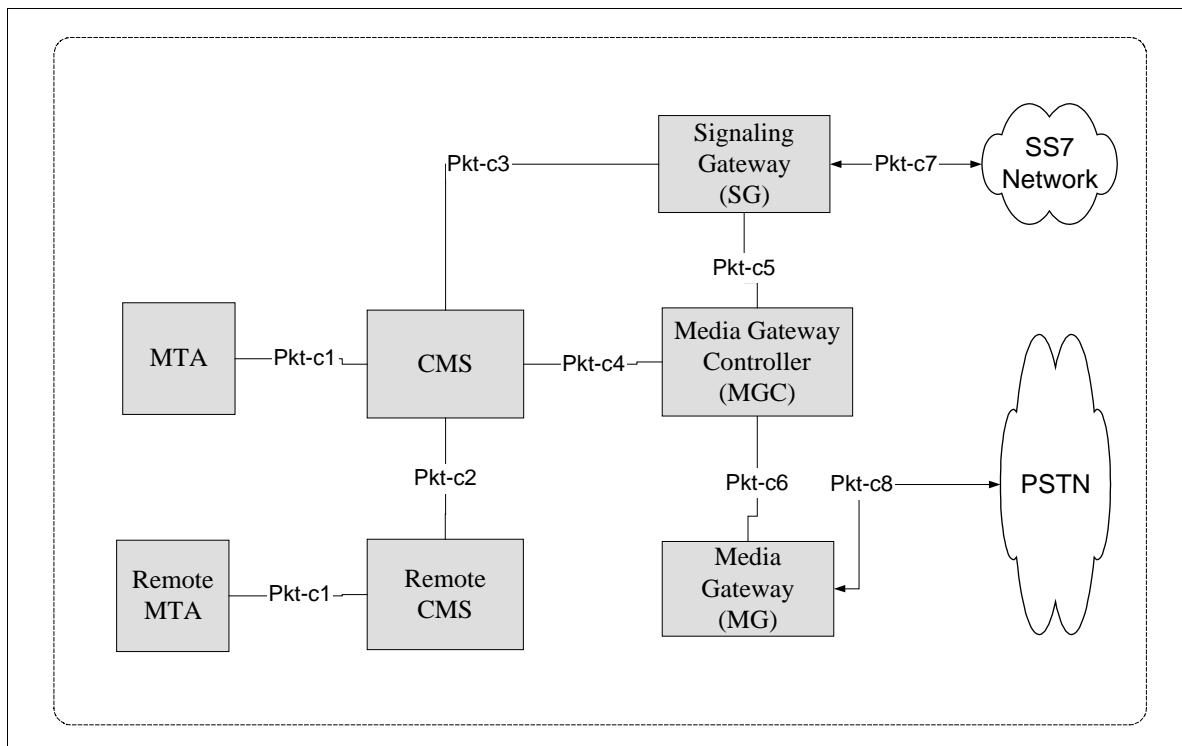 Signaling
Gateway
(SG)
Pkt-c3
Pkt-c7
SS7
Network
Pkt-c5
MTA
Pkt-c1
CMS
Pkt-c4
Media Gateway
Controller
(MGC)
Pkt-c2
Pkt-c6
Pkt-c8
PSTN
Remote
MTA
Pkt-c1
Remote
CMS
Media
Gateway
(MG)